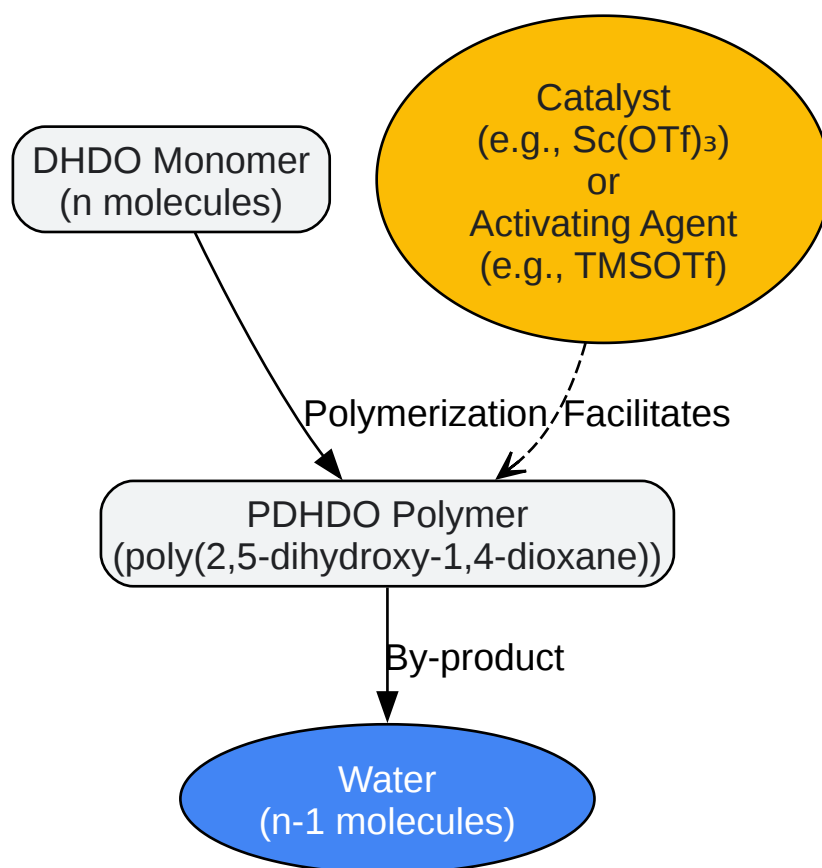 DHDO Monomer
(n molecules)
Catalyst
(e.g., Sc(OTf)₃)
or
Activating Agent
(e.g., TMSOTf)
Polymerization
Facilitates
PDHDO Polymer
(poly(2,5-dihydroxy-1,4-dioxane))
By-product
Water
(n-1 molecules)